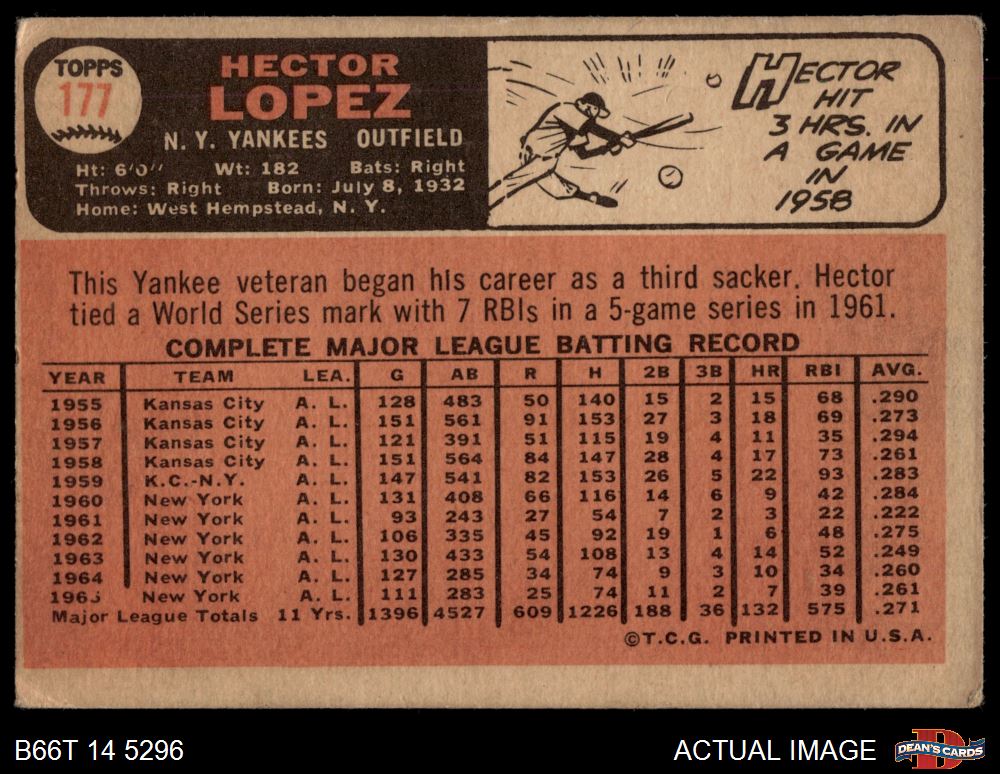 TOPPS
177
HECTOR
LOPEZ
N. Y. YANKEES OUTFIELD
Ht: 6'0" Wt: 182 Bats: Right
Throws: Right Born: July 8, 1932
Home: West Hempstead, N. Y.
HECTOR
HIT
3 HRS. IN
A GAME
IN
1958
This Yankee veteran began his career as a third sacker. Hector
tied a World Series mark with 7 RBIs in a 5-game series in 1961.
COMPLETE MAJOR LEAGUE BATTING RECORD
YEAR TEAM LEA. G AB R H 2B 3B HR RBI AVG.
1955 Kansas City A. L. 128 483 50 140 15 2 15 68 .290
1956 Kansas City A. L. 151 561 91 153 27 3 18 69 .273
1957 Kansas City A. L. 121 391 51 115 19 4 11 35 .294
1958 Kansas City A. L. 151 564 84 147 28 4 17 73 .261
1959 K.C.-N.Y. A. L. 147 541 82 153 26 5 22 93 .283
1960 New York A. L. 131 408 66 116 14 6 9 42 .284
1961 New York A. L. 93 243 27 54 7 2 3 22 .222
1962 New York A. L. 106 335 45 92 19 1 6 48 .275
1963 New York A. L. 130 433 54 108 13 4 14 52 .249
1964 New York A. L. 127 285 34 74 9 3 10 34 .260
1965 New York A. L. 111 283 25 74 11 2 7 39 .261
Major League Totals 11 Yrs. 1396 4527 609 1226 188 36 132 575 .271
©T.C.G. PRINTED IN U.S.A.
B66T 14 5296
ACTUAL IMAGE
D
DEAN'S CARDS